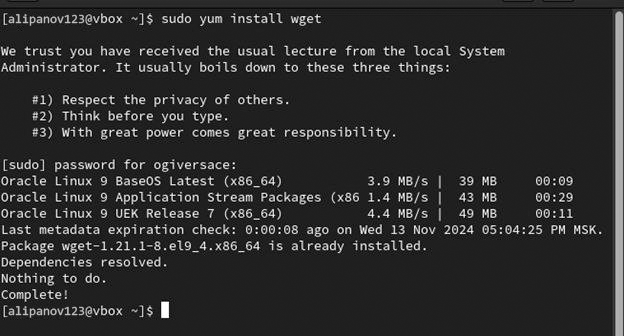 [alipanov123@vbox ~]$ sudo yum install wget
We trust you have received the usual lecture from the local System
Administrator. It usually boils down to these three things:
#1) Respect the privacy of others.
#2) Think before you type.
#3) With great power comes great responsibility.
[sudo] password for ogiversace:
Oracle Linux 9 BaseOS Latest (x86_64) 3.9 MB/s | 39 MB 00:09
Oracle Linux 9 Application Stream Packages (x86 1.4 MB/s | 43 MB 00:29
Oracle Linux 9 UEK Release 7 (x86_64) 4.4 MB/s | 49 MB 00:11
Last metadata expiration check: 0:00:08 ago on Wed 13 Nov 2024 05:04:25 PM MSK.
Package wget-1.21.1-8.el9_4.x86_64 is already installed.
Dependencies resolved.
Nothing to do.
Complete!
[alipanov123@vbox ~]$